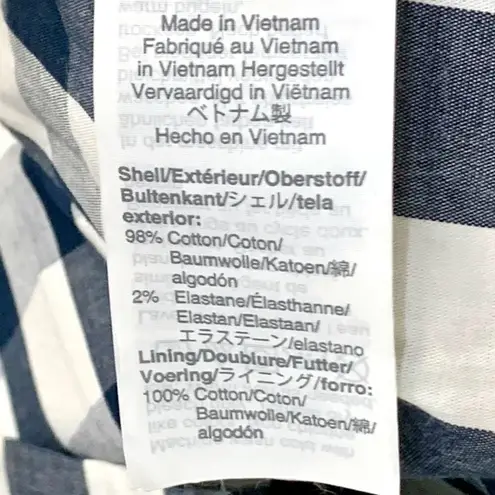 Made in Vietnam
Fabriqué au Vietnam
in Vietnam Hergestellt
Vervaardigd in Viëtnam
ベトナム製
Hecho en Vietnam
Shell/Extérieur/Oberstoff/
Buitenkant/シェル/tela
exterior:
98% Cotton/Coton/
Baumwolle/Katoen/綿/
algodón
2% Elastane/Élasthanne/
Elastan/Elastaan/
エラステーン/elastano
Lining/Doublure/Futter/
Voering/ライニング/forro:
100% Cotton/Coton/
Baumwolle/Katoen/綿/
algodón